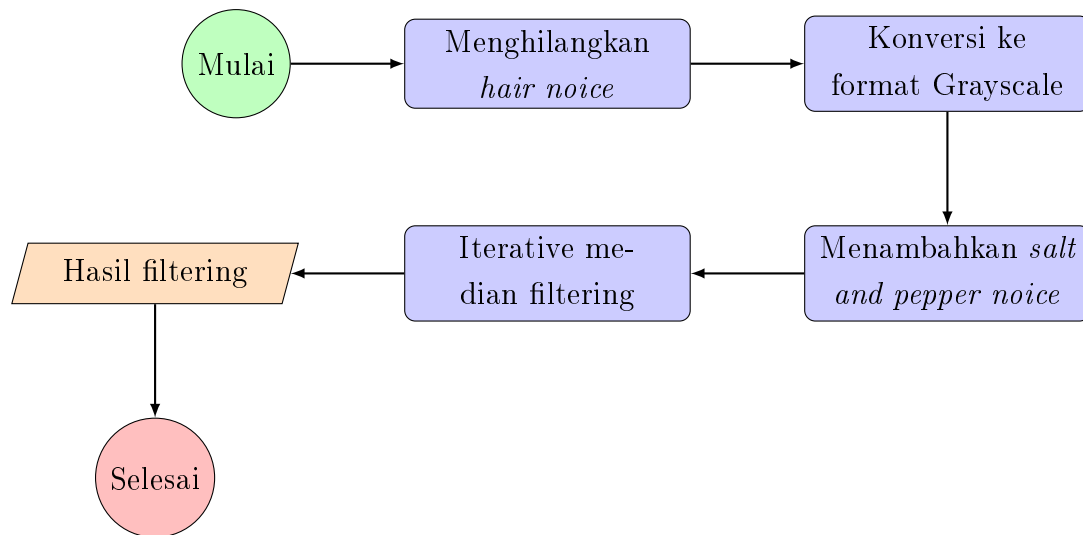 Mulai
Menghilangkan
hair noice
Konversi ke
format Grayscale
Menambahkan salt
and pepper noice
Iterative me-
dian filtering
Hasil filtering
Selesai